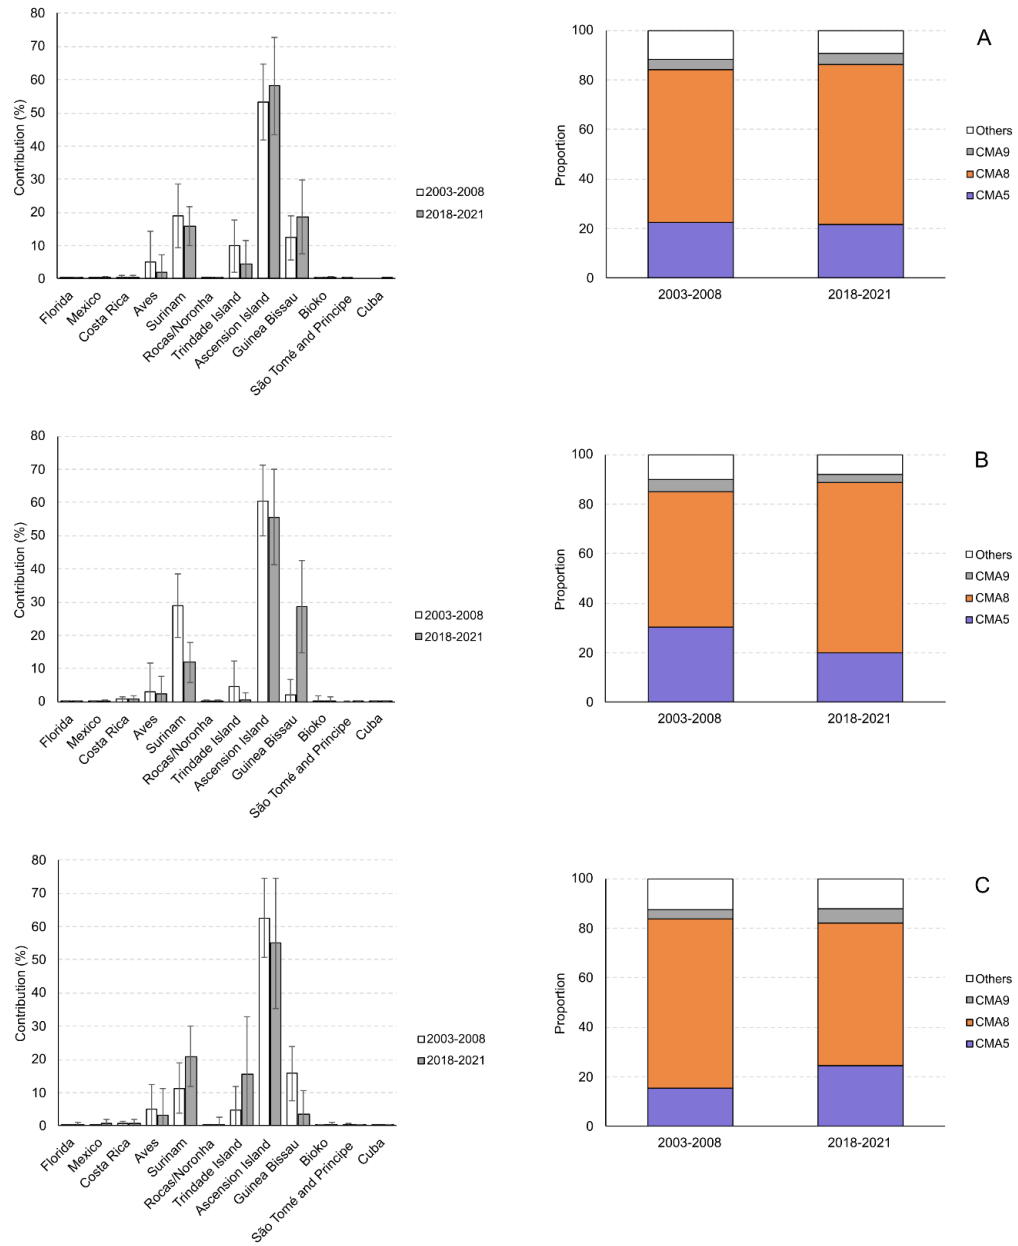 80
70
60
50
40
30
20
10
0
Contribution (%)
2003-2008
2018-2021
Florida
Mexico
Costa Rica
Aves
Surinam
Rocas/Noronha
Trindade Island
Ascension Island
Guinea Bissau
Bioko
São Tomé and Principe
Cuba
A
100
80
60
40
20
0
Proportion
Others
CMA9
CMA8
CMA5
2003-2008
2018-2021
80
70
60
50
40
30
20
10
0
Contribution (%)
2003-2008
2018-2021
Florida
Mexico
Costa Rica
Aves
Surinam
Rocas/Noronha
Trindade Island
Ascension Island
Guinea Bissau
Bioko
São Tomé and Principe
Cuba
B
100
80
60
40
20
0
Proportion
Others
CMA9
CMA8
CMA5
2003-2008
2018-2021
80
70
60
50
40
30
20
10
0
Contribution (%)
2003-2008
2018-2021
Florida
Mexico
Costa Rica
Aves
Surinam
Rocas/Noronha
Trindade Island
Ascension Island
Guinea Bissau
Bioko
São Tomé and Principe
Cuba
C
100
80
60
40
20
0
Proportion
Others
CMA9
CMA8
CMA5
2003-2008
2018-2021